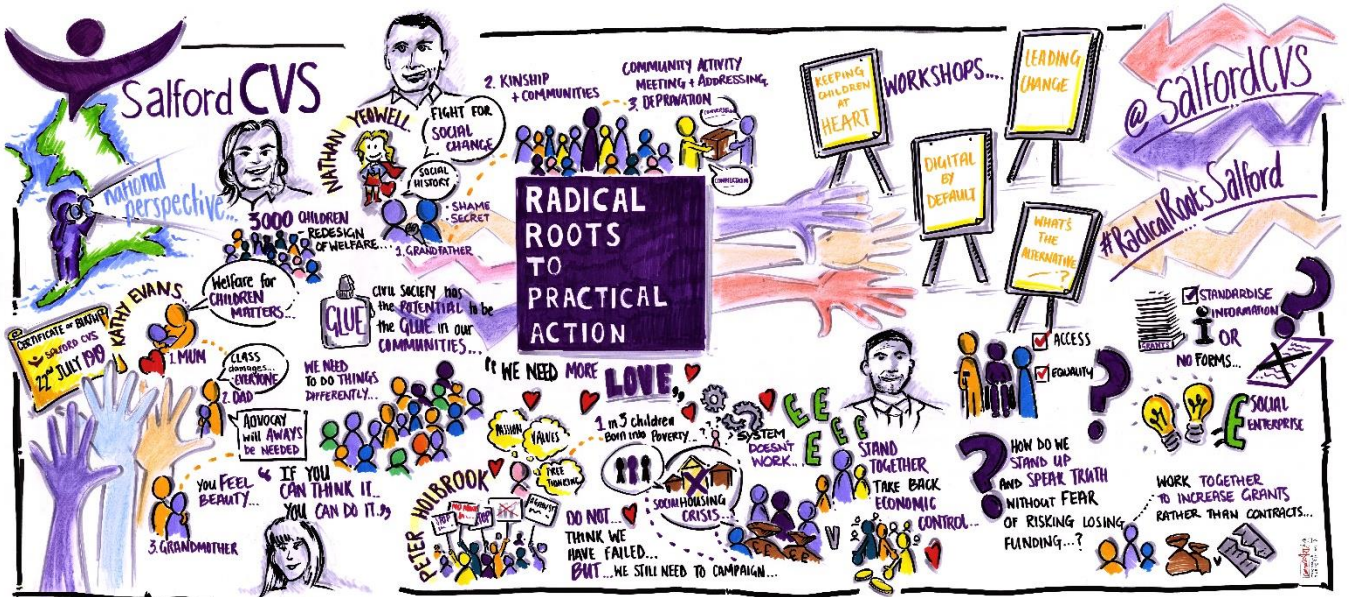 Salford CVS
national
perspective...
3000 CHILDREN
REDESIGN
OF WELFARE...
NATHAN YEOWELL
FIGHT FOR
SOCIAL
CHANGE
SOCIAL
HISTORY
• SHAME
SECRET
1. GRANDFATHER
2. KINSHIP
+ COMMUNITIES
COMMUNITY ACTIVITY
MEETING + ADDRESSING
3. DEPRAVATION
CONVERSATION
CONNECTION
RADICAL
ROOTS
TO
PRACTICAL
ACTION
KEEPING
CHILDREN
AT
HEART
WORKSHOPS....
LEADING
CHANGE
DIGITAL
BY
DEFAULT
WHAT'S
THE
ALTERNATIVE
...?
@SalfordCVS
#RadicalRootsSalford
CERTIFICATE OF BIRTH
SALFORD CVS
22nd JULY 1919
KATHY EVANS...
Welfare for
CHILDREN
MATTERS...
1. MUM
CLASS
damages...
EVERYONE
2. DAD
ADVOCAY
will AWAYS
BE NEEDED
YOU FEEL
BEAUTY...
3. GRANDMOTHER
"IF YOU
CAN THINK IT..
YOU CAN DO IT.,,
GLUE
CIVIL SOCIETY HAS
the POTENTIAL to be
the GLUE in our
COMMUNITIES...
WE NEED
TO DO THINGS
DIFFERENTLY...
"WE NEED MORE
LOVE,,
PETER HOLBROOK
PASSION
VALUES
FREE
THINKING
STOP
DO NOT...
THINK WE
HAVE FAILED...
BUT ...WE STILL NEED TO CAMPAIGN...
1 in 3 children
Born into POVERTY...
SOCIAL HOUSING
CRISIS...
SYSTEM
DOESN'T
WORK...
£ £
£ £
£
STAND
TOGETHER
TAKE BACK
ECONOMIC
CONTROL...
V
ACCESS
EQUALITY
?
? HOW DO WE
STAND UP
AND SPEAK TRUTH
WITHOUT FEAR
OF RISKING LOSING
FUNDING...?
GRANTS
STANDARDISE
INFORMATION
i OR
NO FORMS...
?
£ SOCIAL
ENTERPRISE
WORK TOGETHER
TO INCREASE GRANTS
RATHER THAN CONTRACTS...
V